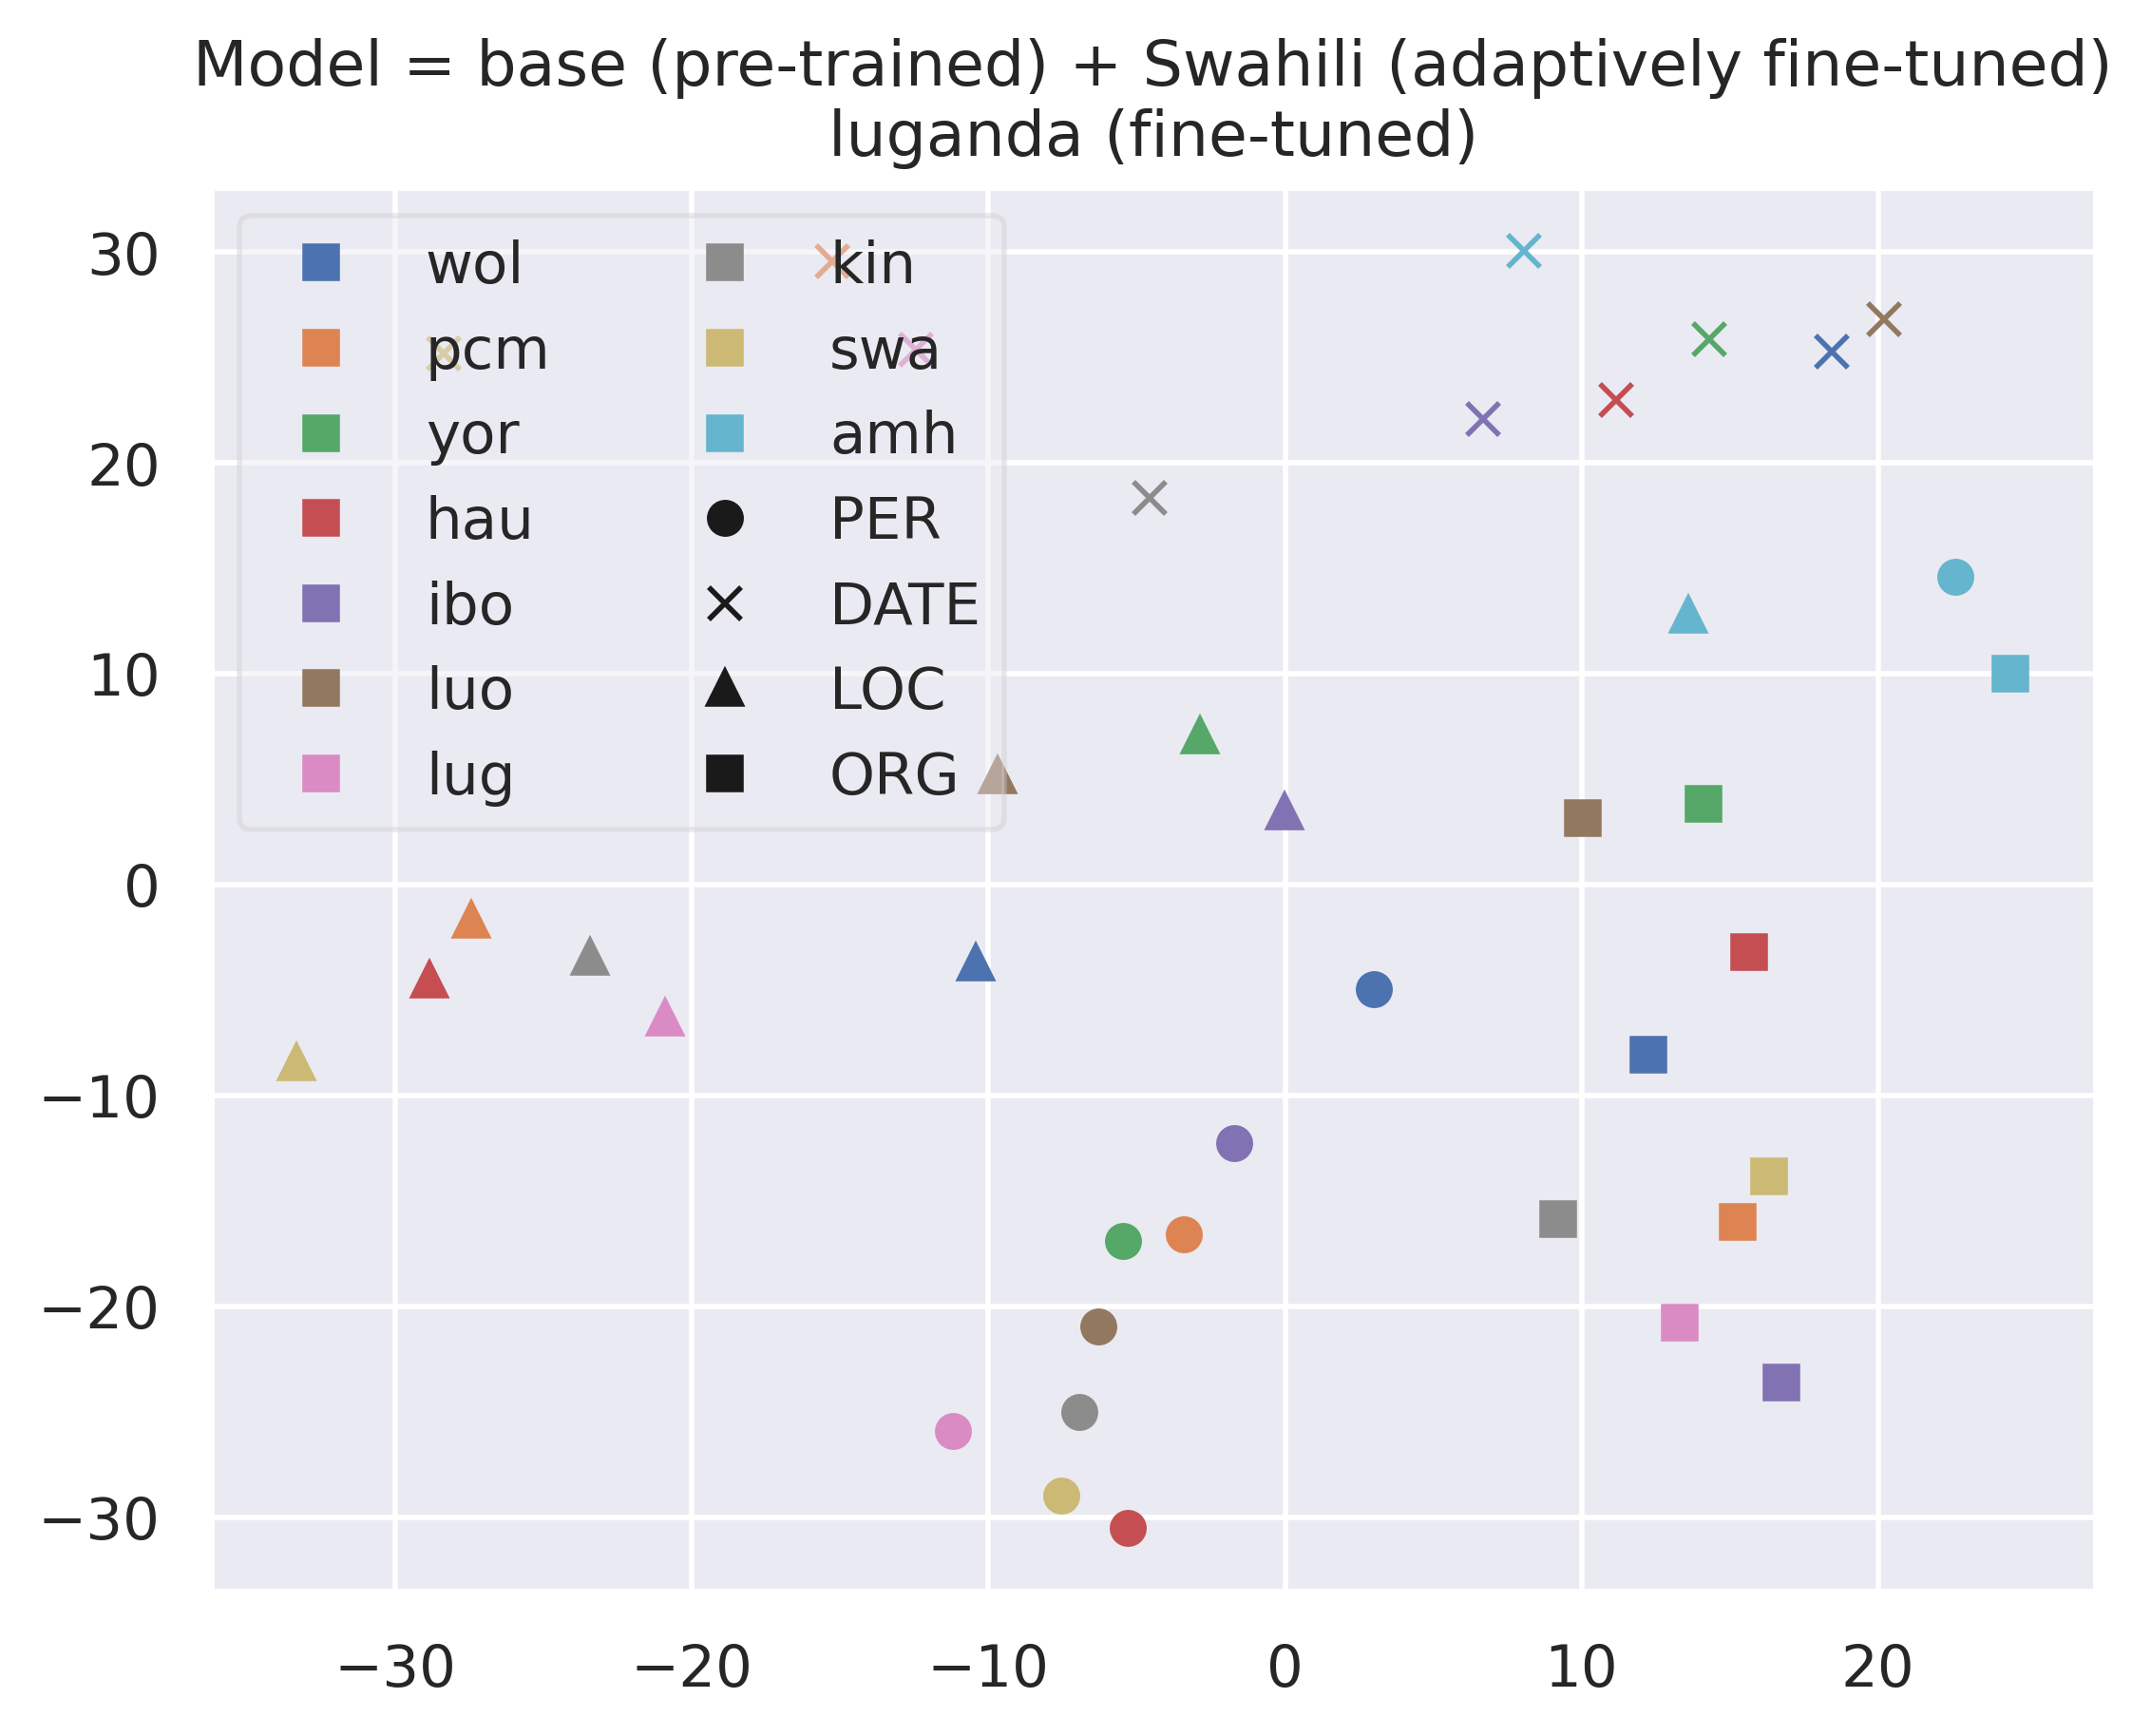 Model = base (pre-trained) + Swahili (adaptively fine-tuned)
luganda (fine-tuned)
30
20
10
0
−10
−20
−30
wol
pcm
yor
hau
ibo
luo
lug
kin
swa
amh
PER
DATE
LOC
ORG
−30
−20
−10
0
10
20